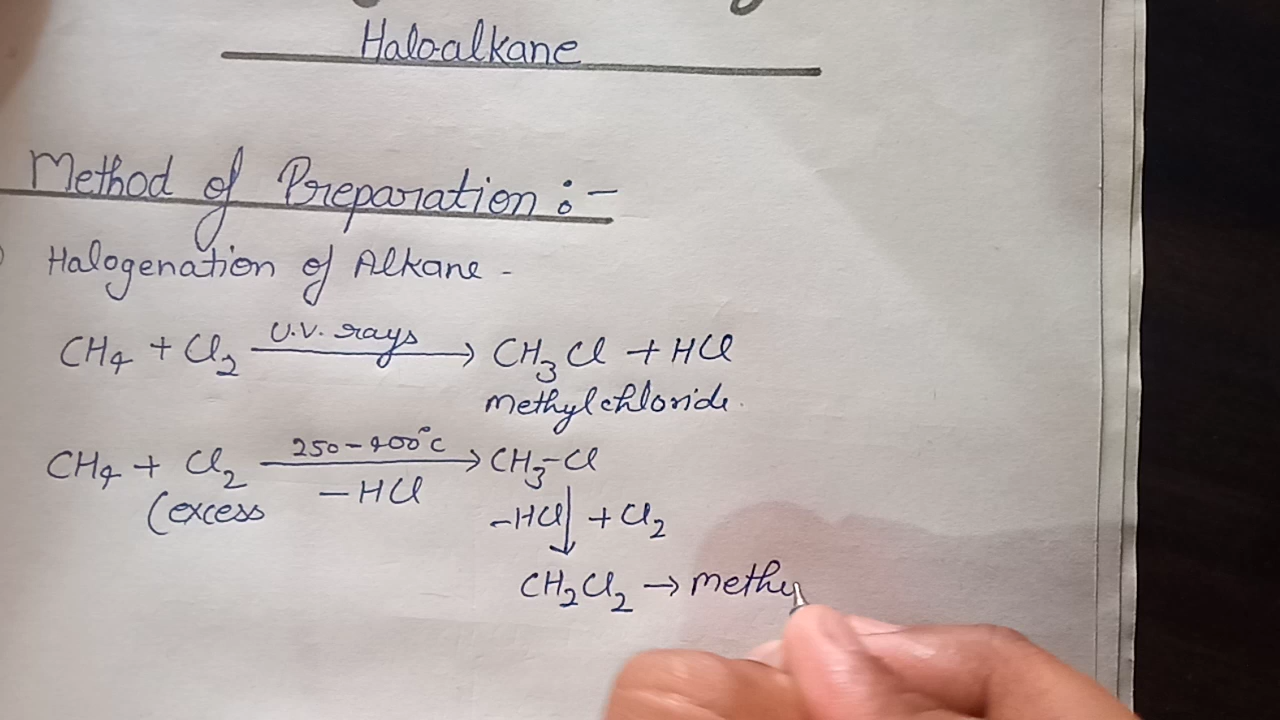 Haloalkane
Method of Preparation :-
Halogenation of Alkane -
CH4 + Cl2 U.V. rays → CH3Cl + HCl
methylchloride.
CH4 + Cl2 250-400°C → CH3-Cl
(excess -HCl
-HCl ↓ + Cl2
CH2Cl2 → methy